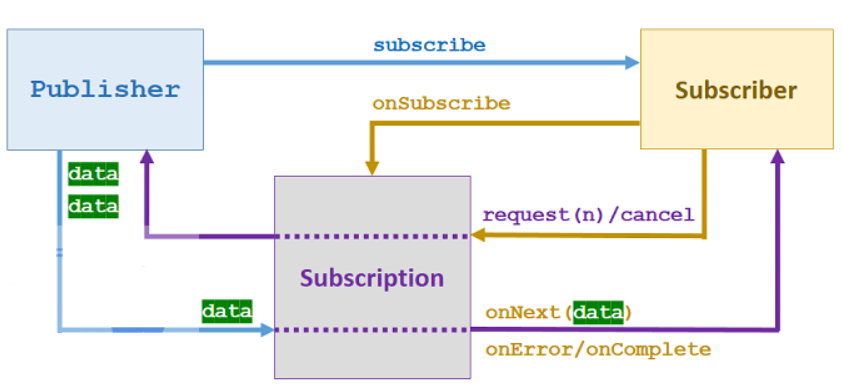 subscribe
Publisher
Subscriber
onSubscribe
data
data
request(n)/cancel
Subscription
data
onNext(data)
onError/onComplete